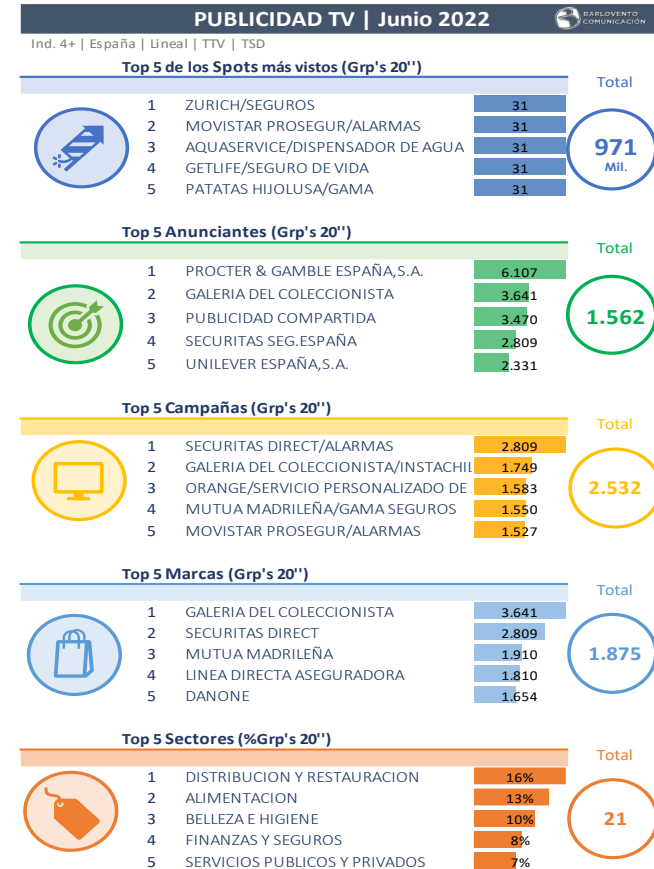 PUBLICIDAD TV | Junio 2022
BARLOVENTO
COMUNICACIÓN
Ind. 4+ | España | Lineal | TTV | TSD
Top 5 de los Spots más vistos (Grp's 20'')
Total
1 ZURICH/SEGUROS 31
2 MOVISTAR PROSEGUR/ALARMAS 31
3 AQUASERVICE/DISPENSADOR DE AGUA 31
4 GETLIFE/SEGURO DE VIDA 31
5 PATATAS HIJOLUSA/GAMA 31
971
Mil.
Top 5 Anunciantes (Grp's 20'')
Total
1 PROCTER & GAMBLE ESPAÑA,S.A. 6.107
2 GALERIA DEL COLECCIONISTA 3.641
3 PUBLICIDAD COMPARTIDA 3.470
4 SECURITAS SEG.ESPAÑA 2.809
5 UNILEVER ESPAÑA,S.A. 2.331
1.562
Top 5 Campañas (Grp's 20'')
Total
1 SECURITAS DIRECT/ALARMAS 2.809
2 GALERIA DEL COLECCIONISTA/INSTACHIL 1.749
3 ORANGE/SERVICIO PERSONALIZADO DE 1.583
4 MUTUA MADRILEÑA/GAMA SEGUROS 1.550
5 MOVISTAR PROSEGUR/ALARMAS 1.527
2.532
Top 5 Marcas (Grp's 20'')
Total
1 GALERIA DEL COLECCIONISTA 3.641
2 SECURITAS DIRECT 2.809
3 MUTUA MADRILEÑA 1.910
4 LINEA DIRECTA ASEGURADORA 1.810
5 DANONE 1.654
1.875
Top 5 Sectores (%Grp's 20'')
Total
1 DISTRIBUCION Y RESTAURACION 16%
2 ALIMENTACION 13%
3 BELLEZA E HIGIENE 10%
4 FINANZAS Y SEGUROS 8%
5 SERVICIOS PUBLICOS Y PRIVADOS 7%
21